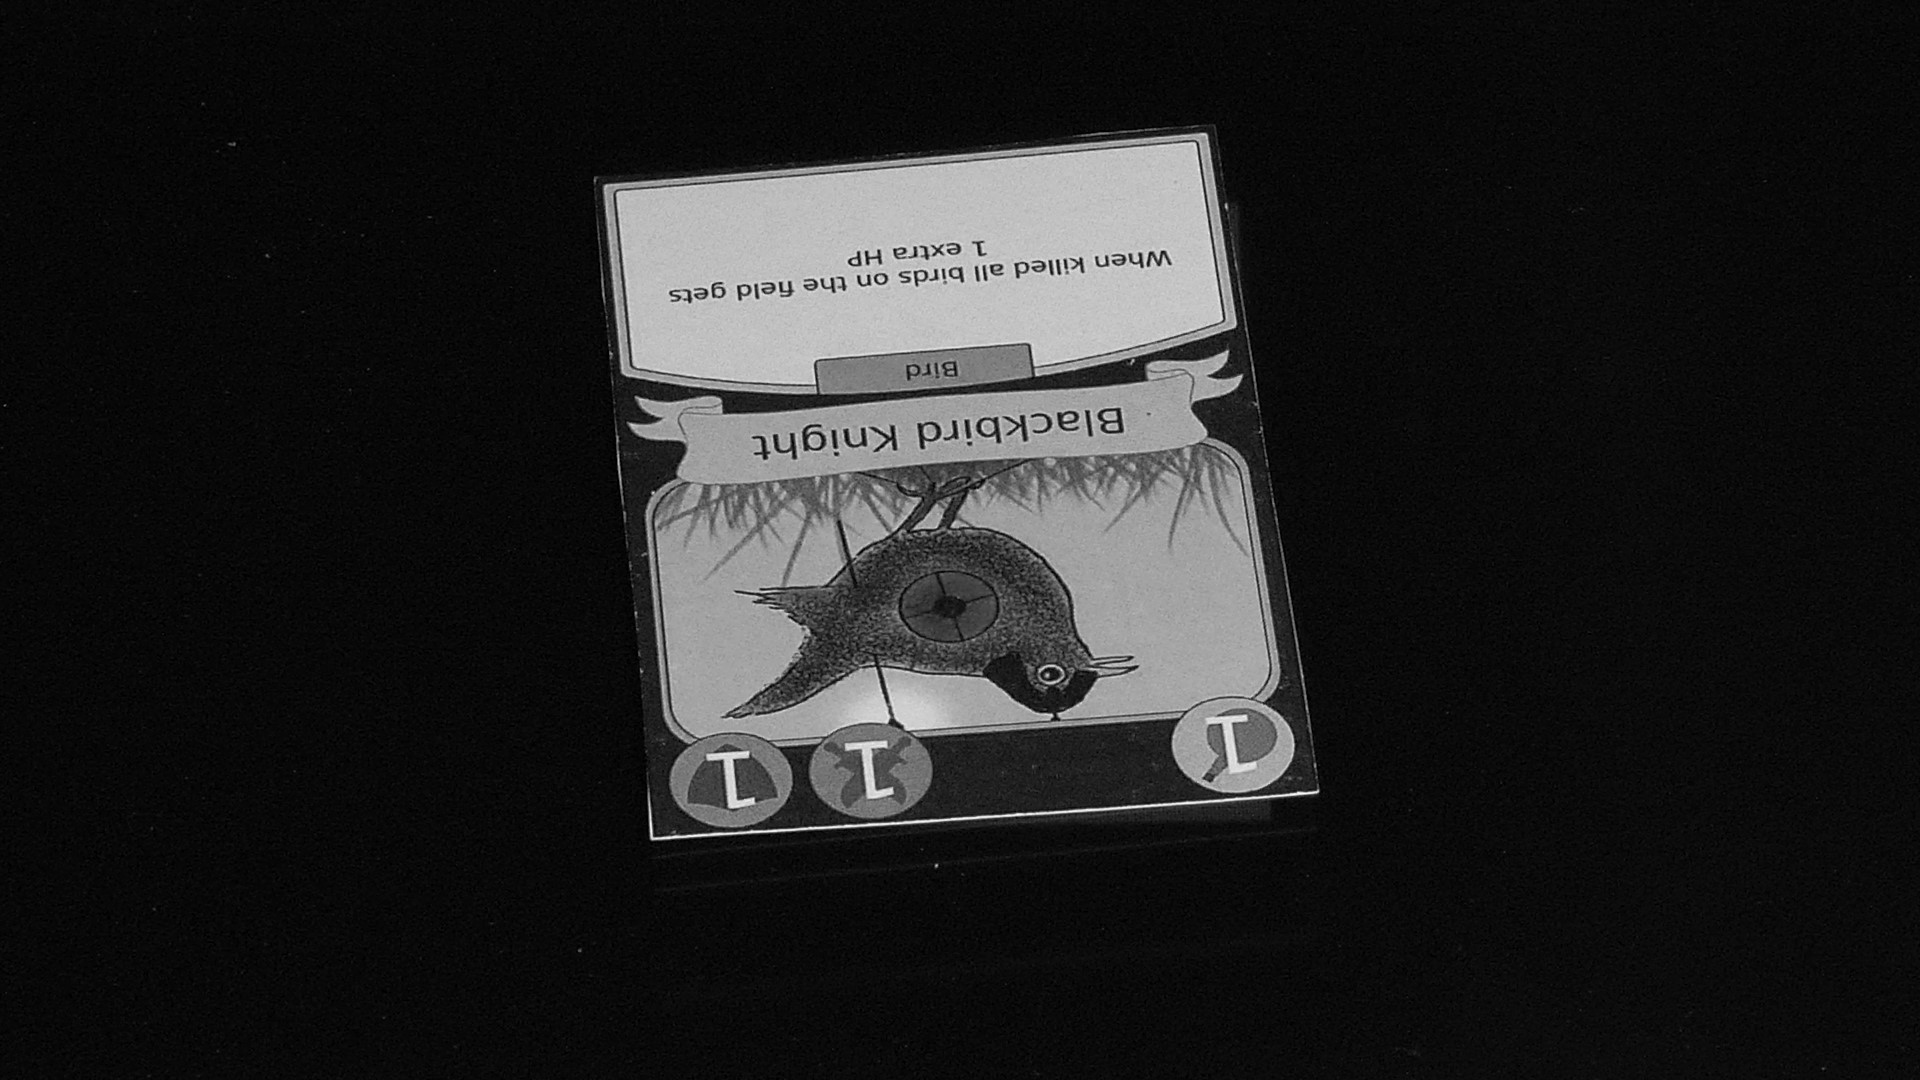 1
1
1
Blackbird Knight
Bird
When killed all birds on the field gets
1 extra HP